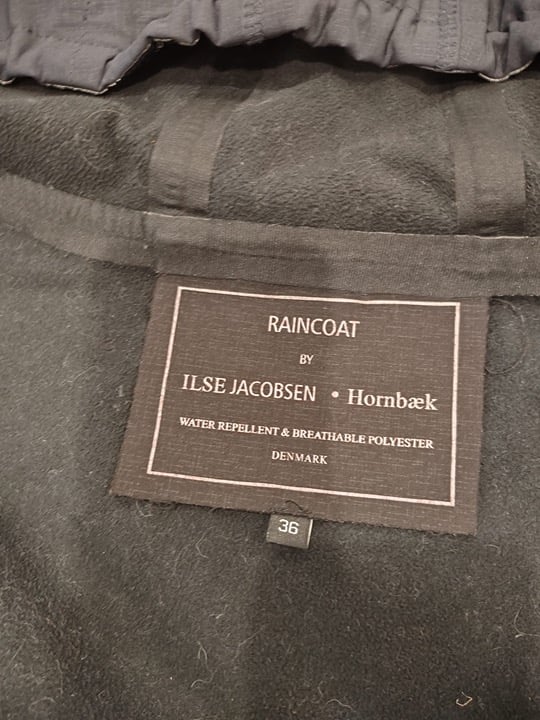 RAINCOAT
BY
ILSE JACOBSEN • Hornbæk
WATER REPELLENT & BREATHABLE POLYESTER
DENMARK
36